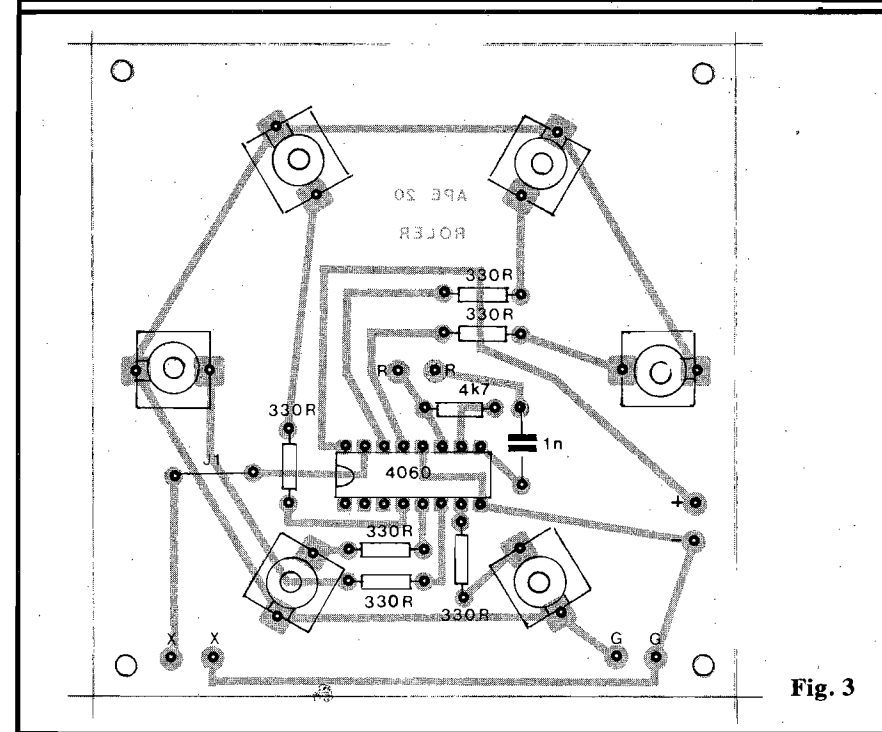 APE 20
ROLER
330R
330R
R R
4k7
330R
1n
J1
4060
+
330R
-
330R
330R
X X
G G
Fig. 3